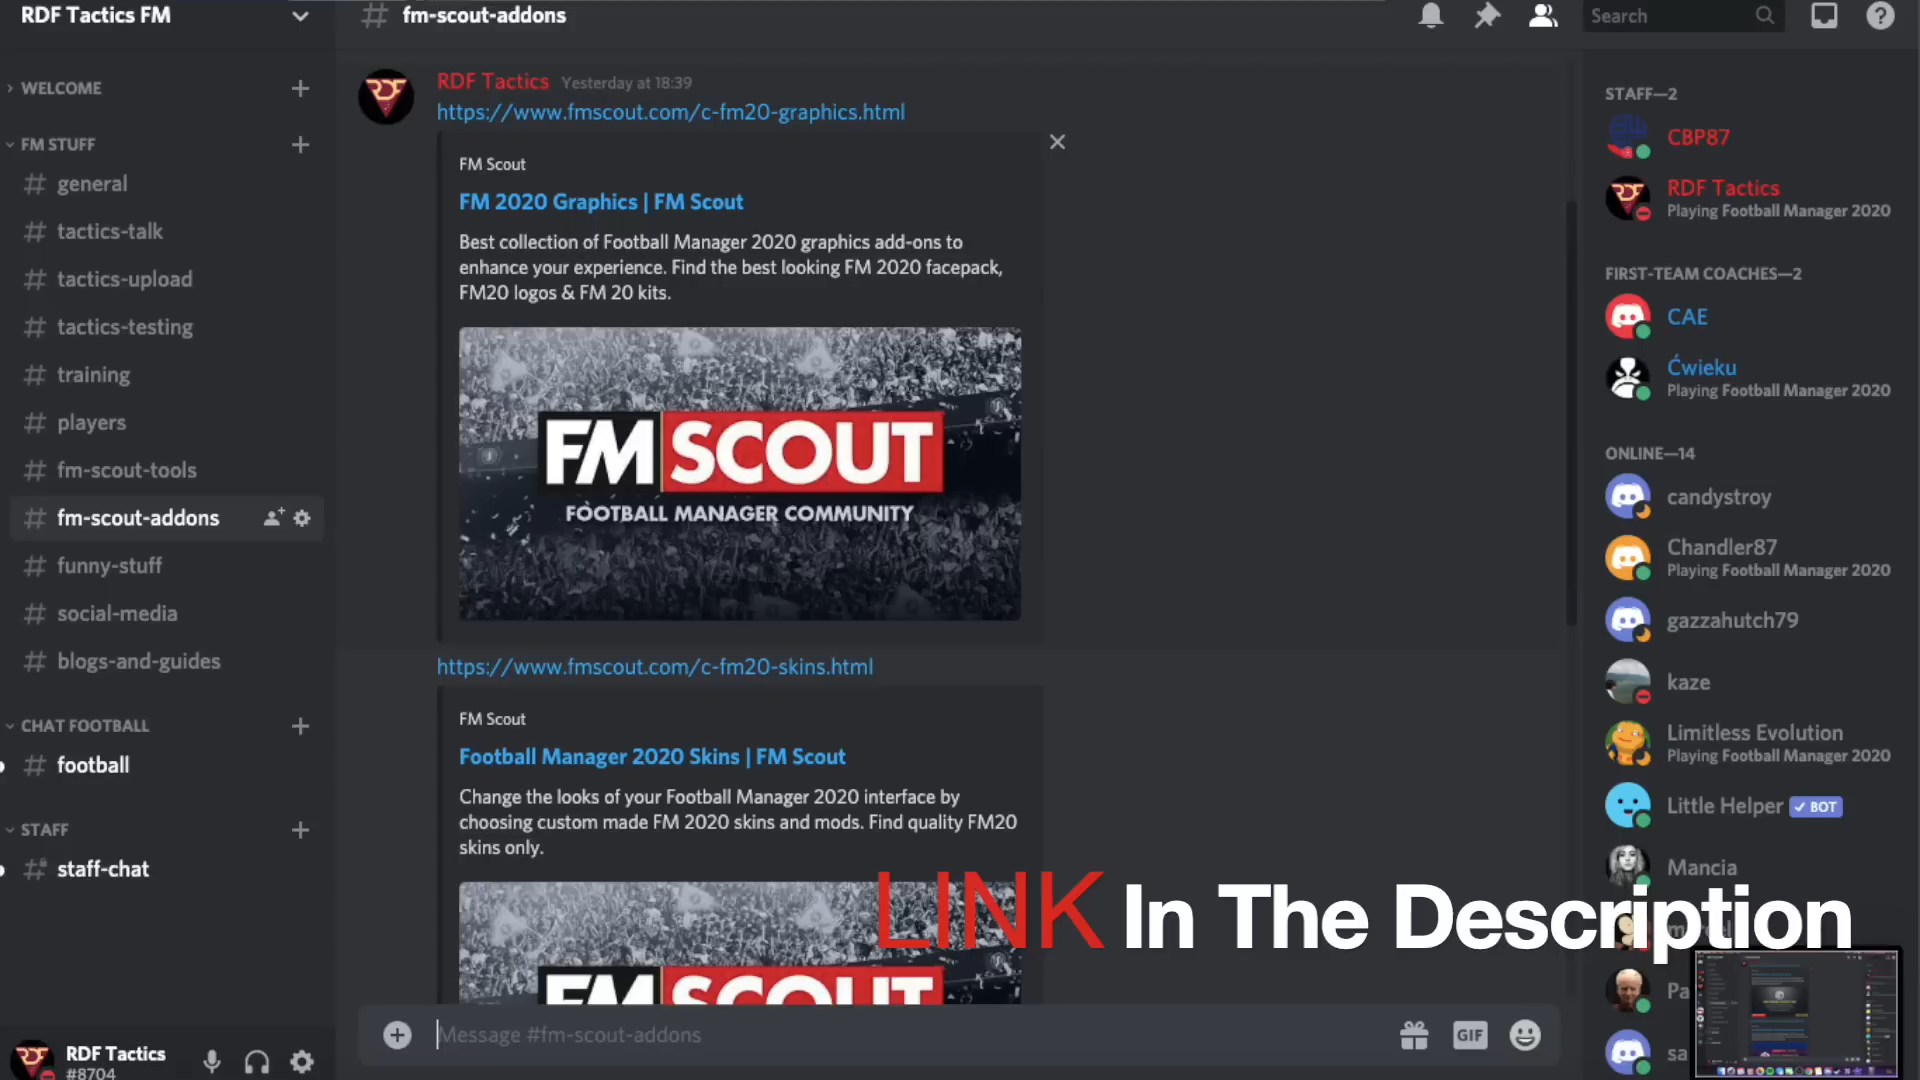 RDF Tactics FM
WELCOME
FM STUFF
general
tactics-talk
tactics-upload
tactics-testing
training
players
fm-scout-tools
fm-scout-addons
funny-stuff
social-media
blogs-and-guides
CHAT FOOTBALL
football
STAFF
staff-chat
RDF Tactics
#8704
# fm-scout-addons
Search
RDF Tactics Yesterday at 18:39
https://www.fmscout.com/c-fm20-graphics.html
FM Scout
FM 2020 Graphics | FM Scout
Best collection of Football Manager 2020 graphics add-ons to
enhance your experience. Find the best looking FM 2020 facepack,
FM20 logos & FM 20 kits.
FM SCOUT
FOOTBALL MANAGER COMMUNITY
https://www.fmscout.com/c-fm20-skins.html
FM Scout
Football Manager 2020 Skins | FM Scout
Change the looks of your Football Manager 2020 interface by
choosing custom made FM 2020 skins and mods. Find quality FM20
skins only.
FM SCOUT
LINK In The Description
Message #fm-scout-addons
GIF
STAFF—2
CBP87
RDF Tactics
Playing Football Manager 2020
FIRST-TEAM COACHES—2
CAE
Ćwieku
Playing Football Manager 2020
ONLINE—14
candystroy
Chandler87
Playing Football Manager 2020
gazzahutch79
kaze
Limitless Evolution
Playing Football Manager 2020
Little Helper BOT
Mancia
Pa
sa